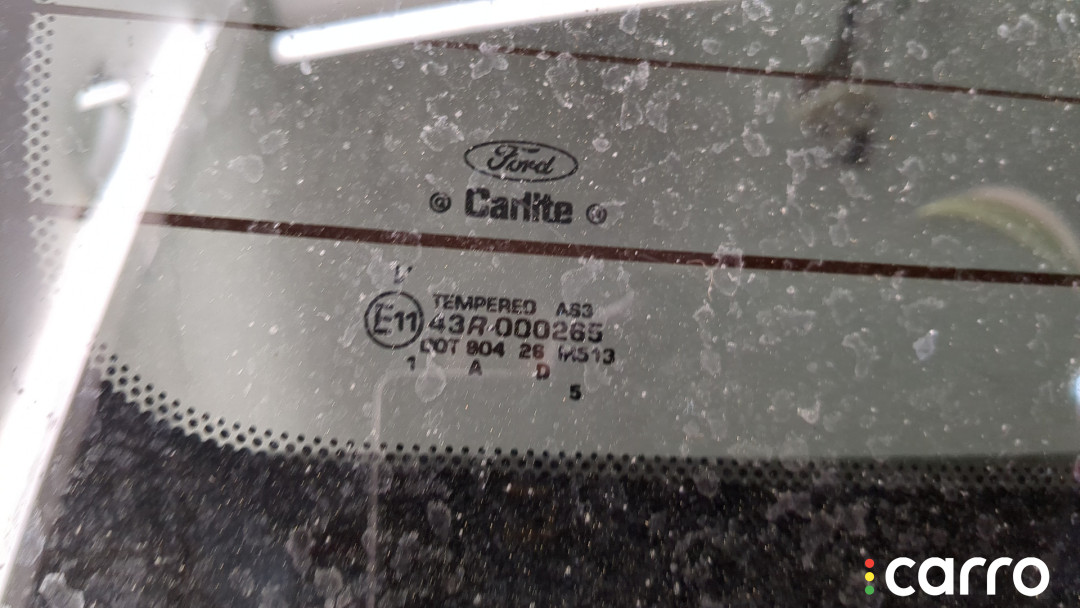 Ford
Carlite
TEMPERED AS3
E11 43R-000265
DOT 904 26 M513
1 A D
5
carro